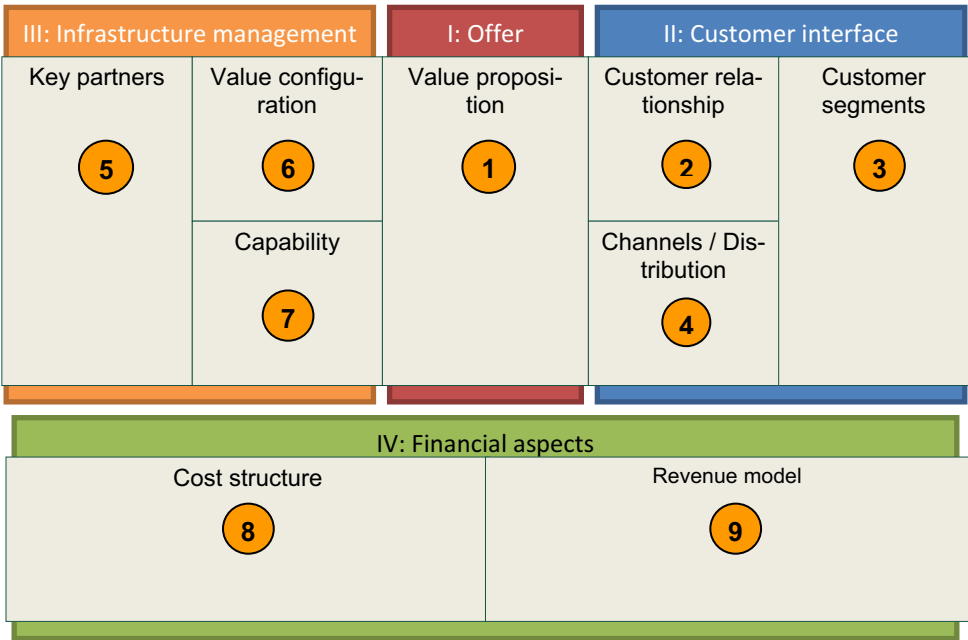 III: Infrastructure management
I: Offer
II: Customer interface
Key partners
5
Value configu-
ration
6
Capability
7
Value proposi-
tion
1
Customer rela-
tionship
2
Channels / Dis-
tribution
4
Customer
segments
3
IV: Financial aspects
Cost structure
8
Revenue model
9